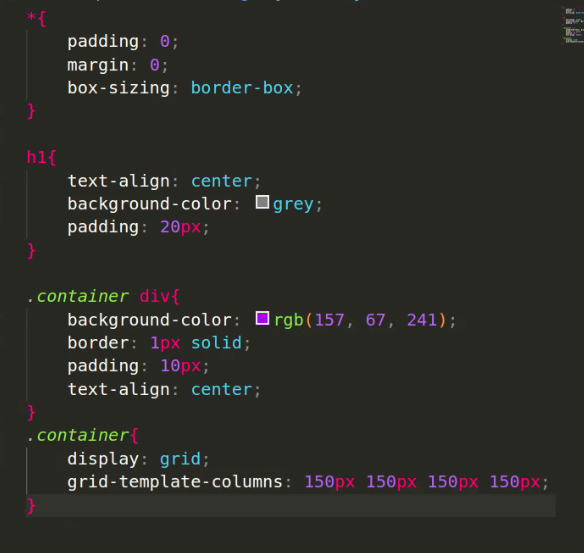 *{
    padding: 0;
    margin: 0;
    box-sizing: border-box;
}

h1{
    text-align: center;
    background-color: grey;
    padding: 20px;
}

.container div{
    background-color: rgb(157, 67, 241);
    border: 1px solid;
    padding: 10px;
    text-align: center;
}
.container{
    display: grid;
    grid-template-columns: 150px 150px 150px 150px;
}